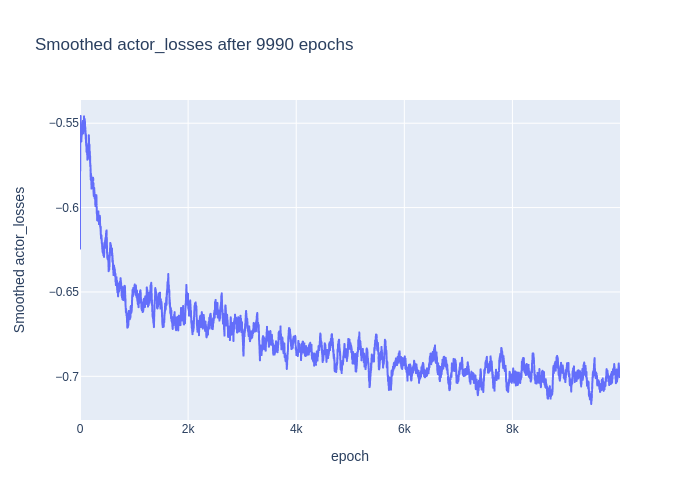 Smoothed actor_losses after 9990 epochs
−0.55
−0.6
−0.65
−0.7
Smoothed actor_losses
0 2k 4k 6k 8k
epoch